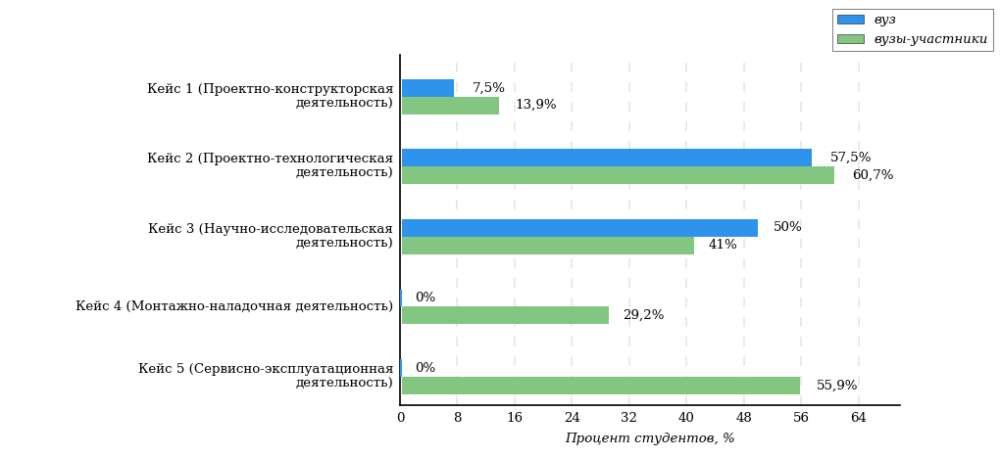 вуз
вузы-участники
Кейс 1 (Проектно-конструкторская
деятельность)
7,5%
13,9%
Кейс 2 (Проектно-технологическая
деятельность)
57,5%
60,7%
Кейс 3 (Научно-исследовательская
деятельность)
50%
41%
Кейс 4 (Монтажно-наладочная деятельность)
0%
29,2%
Кейс 5 (Сервисно-эксплуатационная
деятельность)
0%
55,9%
0 8 16 24 32 40 48 56 64
Процент студентов, %